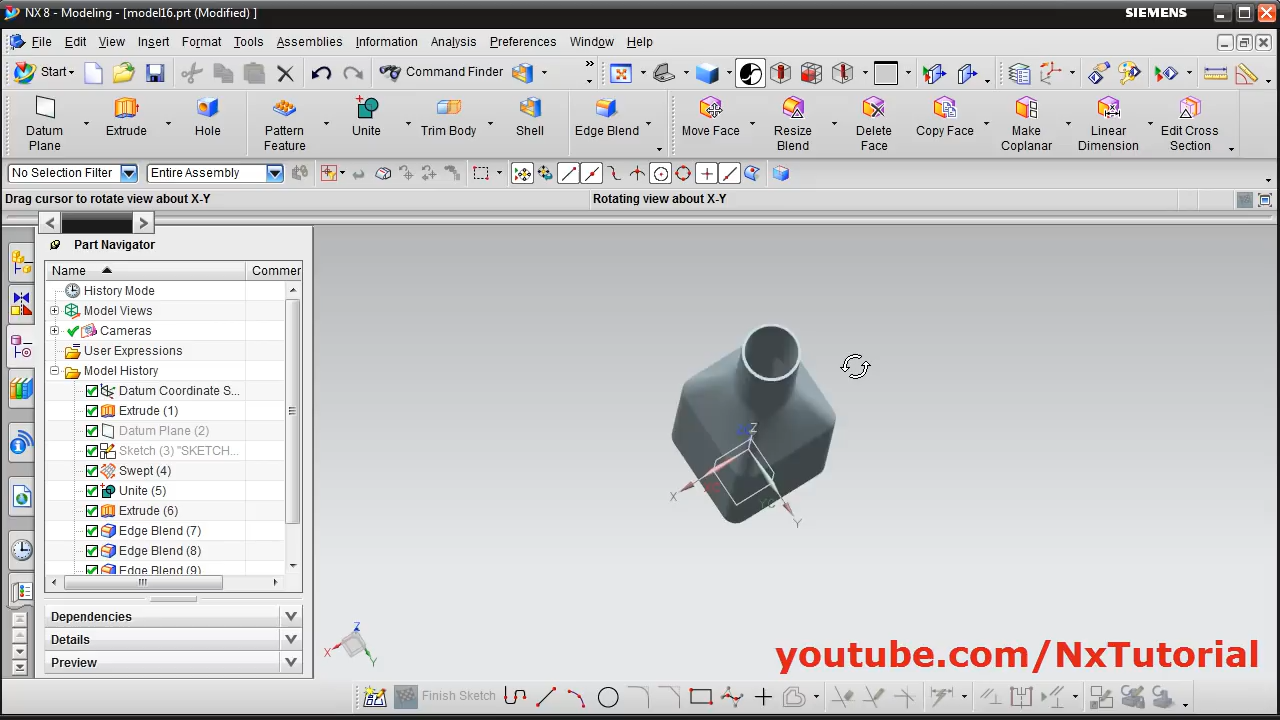 NX 8 - Modeling - [model16.prt (Modified) ]
SIEMENS
File Edit View Insert Format Tools Assemblies Information Analysis Preferences Window Help
Start
Command Finder
Datum Plane
Extrude
Hole
Pattern Feature
Unite
Trim Body
Shell
Edge Blend
Move Face
Resize Blend
Delete Face
Copy Face
Make Coplanar
Linear Dimension
Edit Cross Section
No Selection Filter
Entire Assembly
Drag cursor to rotate view about X-Y
Rotating view about X-Y
Part Navigator
Name
Commer
History Mode
Model Views
Cameras
User Expressions
Model History
Datum Coordinate S...
Extrude (1)
Datum Plane (2)
Sketch (3) "SKETCH...
Swept (4)
Unite (5)
Extrude (6)
Edge Blend (7)
Edge Blend (8)
Edge Blend (9)
Dependencies
Details
Preview
Z
X
Y
Z
X
Y
youtube.com/NxTutorial
Finish Sketch